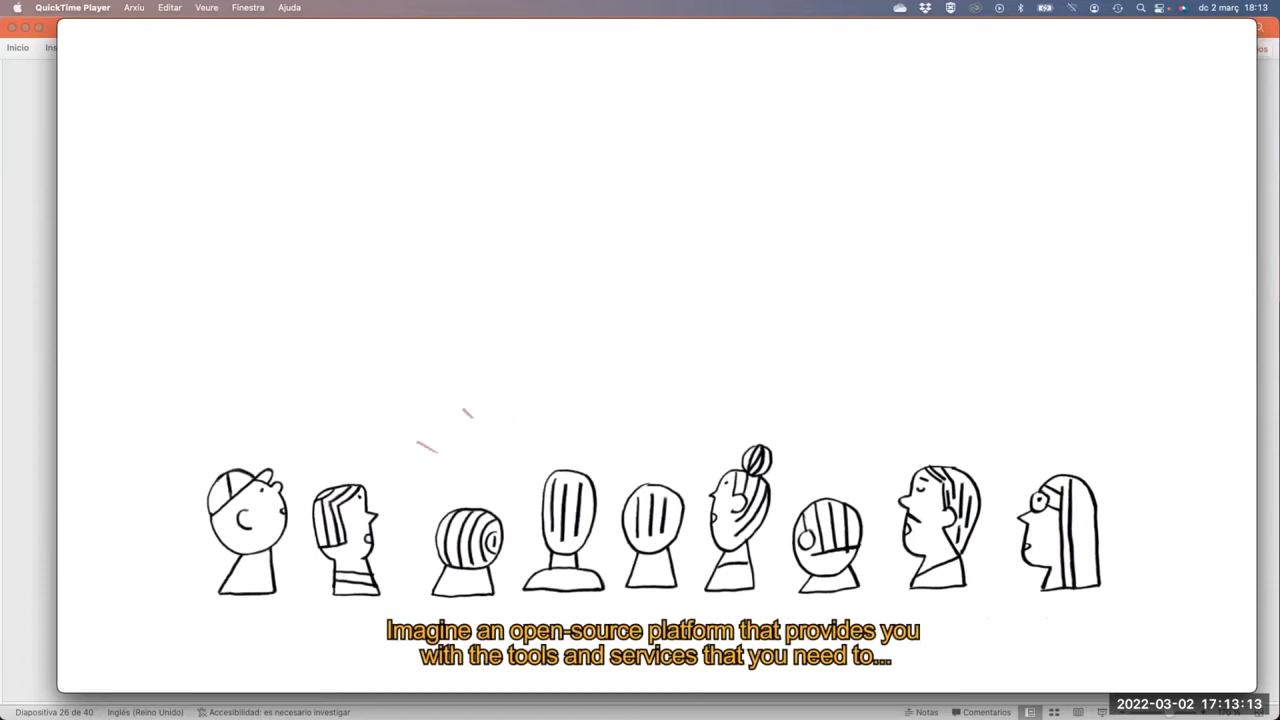 QuickTime Player Arxiu Editar Veure Finestra Ajuda dc 2 març 18:13
Inicio
Imagine an open-source platform that provides you
with the tools and services that you need to...
2022-03-02 17:13:13
Diapositiva 26 de 40 Inglés (Reino Unido) Accesibilidad: es necesario investigar Notas Comentarios